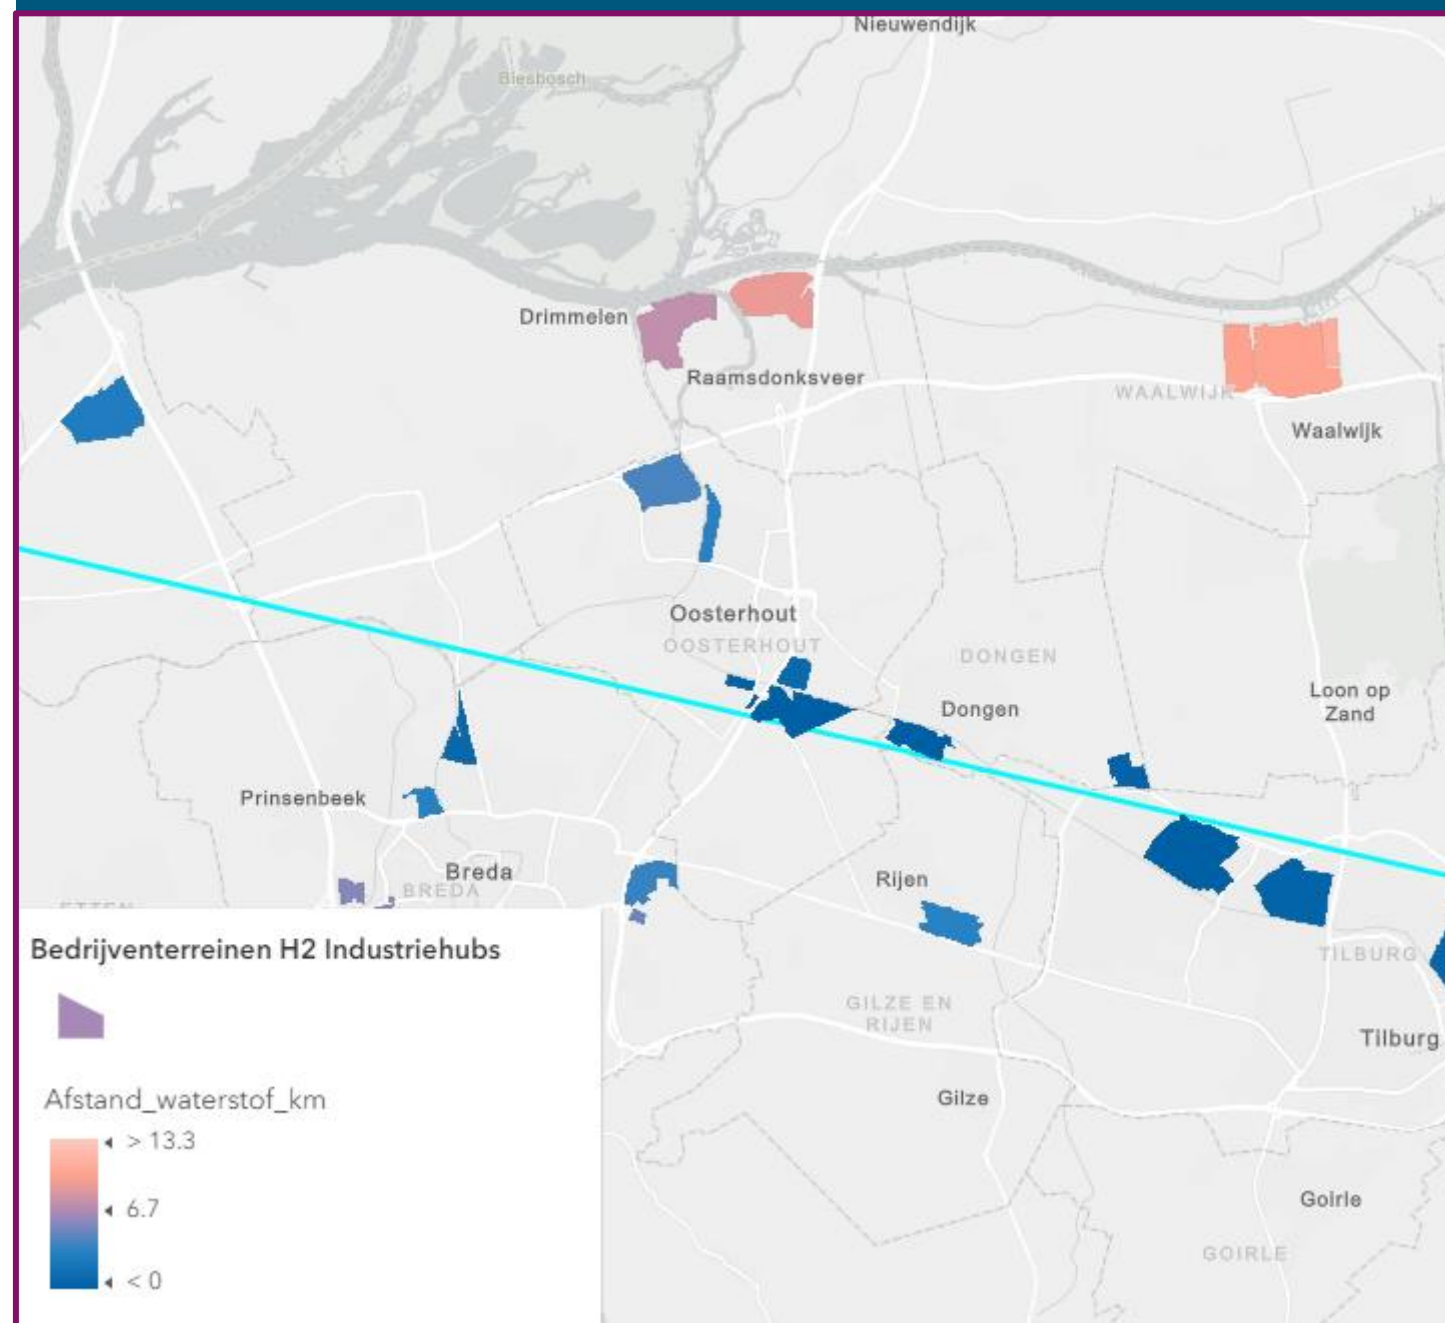 Nieuwendijk
Biesbosch
Drimmelen
Raamsdonksveer
WAALWIJK
Waalwijk
Oosterhout
OOSTERHOUT
DONGEN
Dongen
Loon op
Zand
Prinsenbeek
Breda
BREDA
Rijen
ETTEN
TILBURG
GILZE EN
RIJEN
Tilburg
Gilze
Goirle
GOIRLE
Bedrijventerreinen H2 Industriehubs
Afstand_waterstof_km
> 13.3
6.7
< 0